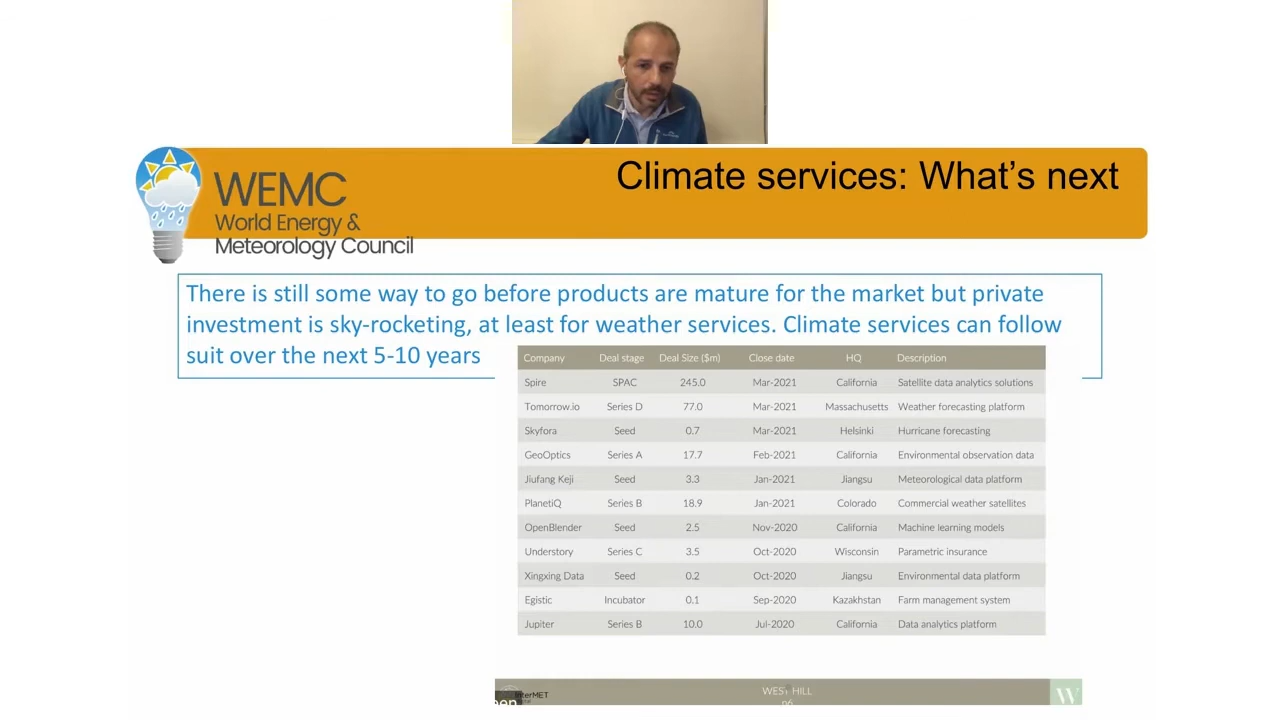 Climate services: What's next
WEMC
World Energy &
Meteorology Council
There is still some way to go before products are mature for the market but private
investment is sky-rocketing, at least for weather services. Climate services can follow
suit over the next 5-10 years
Company Deal stage Deal Size ($m) Close date HQ Description
Spire SPAC 245.0 Mar-2021 California Satellite data analytics solutions
Tomorrow.io Series D 77.0 Mar-2021 Massachusetts Weather forecasting platform
Skyfora Seed 0.7 Mar-2021 Helsinki Hurricane forecasting
GeoOptics Series A 17.7 Feb-2021 California Environmental observation data
Jiufang Keji Seed 3.3 Jan-2021 Jiangsu Meteorological data platform
PlanetiQ Series B 18.9 Jan-2021 Colorado Commercial weather satellites
OpenBlender Seed 2.5 Nov-2020 California Machine learning models
Understory Series C 3.5 Oct-2020 Wisconsin Parametric insurance
Xingxing Data Seed 0.2 Oct-2020 Jiangsu Environmental data platform
Egistic Incubator 0.1 Sep-2020 Kazakhstan Farm management system
Jupiter Series B 10.0 Jul-2020 California Data analytics platform
InterMET
WEST HILL
W